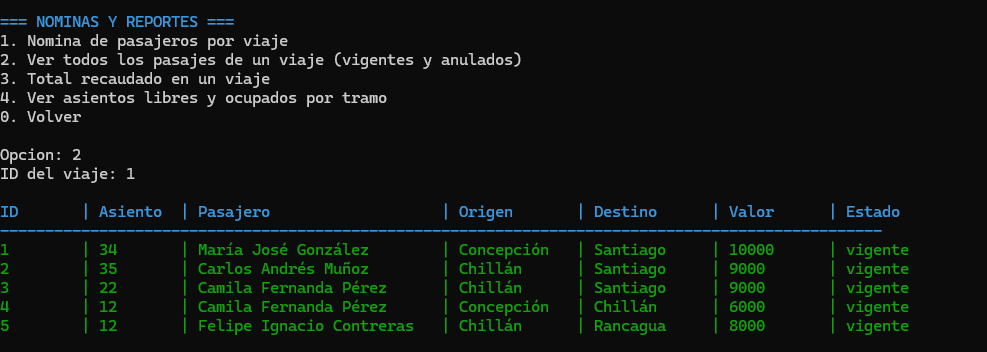 === NOMINAS Y REPORTES ===
1. Nomina de pasajeros por viaje
2. Ver todos los pasajes de un viaje (vigentes y anulados)
3. Total recaudado en un viaje
4. Ver asientos libres y ocupados por tramo
0. Volver
Opcion: 2
ID del viaje: 1
ID | Asiento | Pasajero | Origen | Destino | Valor | Estado
1 | 34 | María José González | Concepción | Santiago | 10000 | vigente
2 | 35 | Carlos Andrés Muñoz | Chillán | Santiago | 9000 | vigente
3 | 22 | Camila Fernanda Pérez | Chillán | Santiago | 9000 | vigente
4 | 12 | Camila Fernanda Pérez | Concepción | Chillán | 6000 | vigente
5 | 12 | Felipe Ignacio Contreras | Chillán | Rancagua | 8000 | vigente